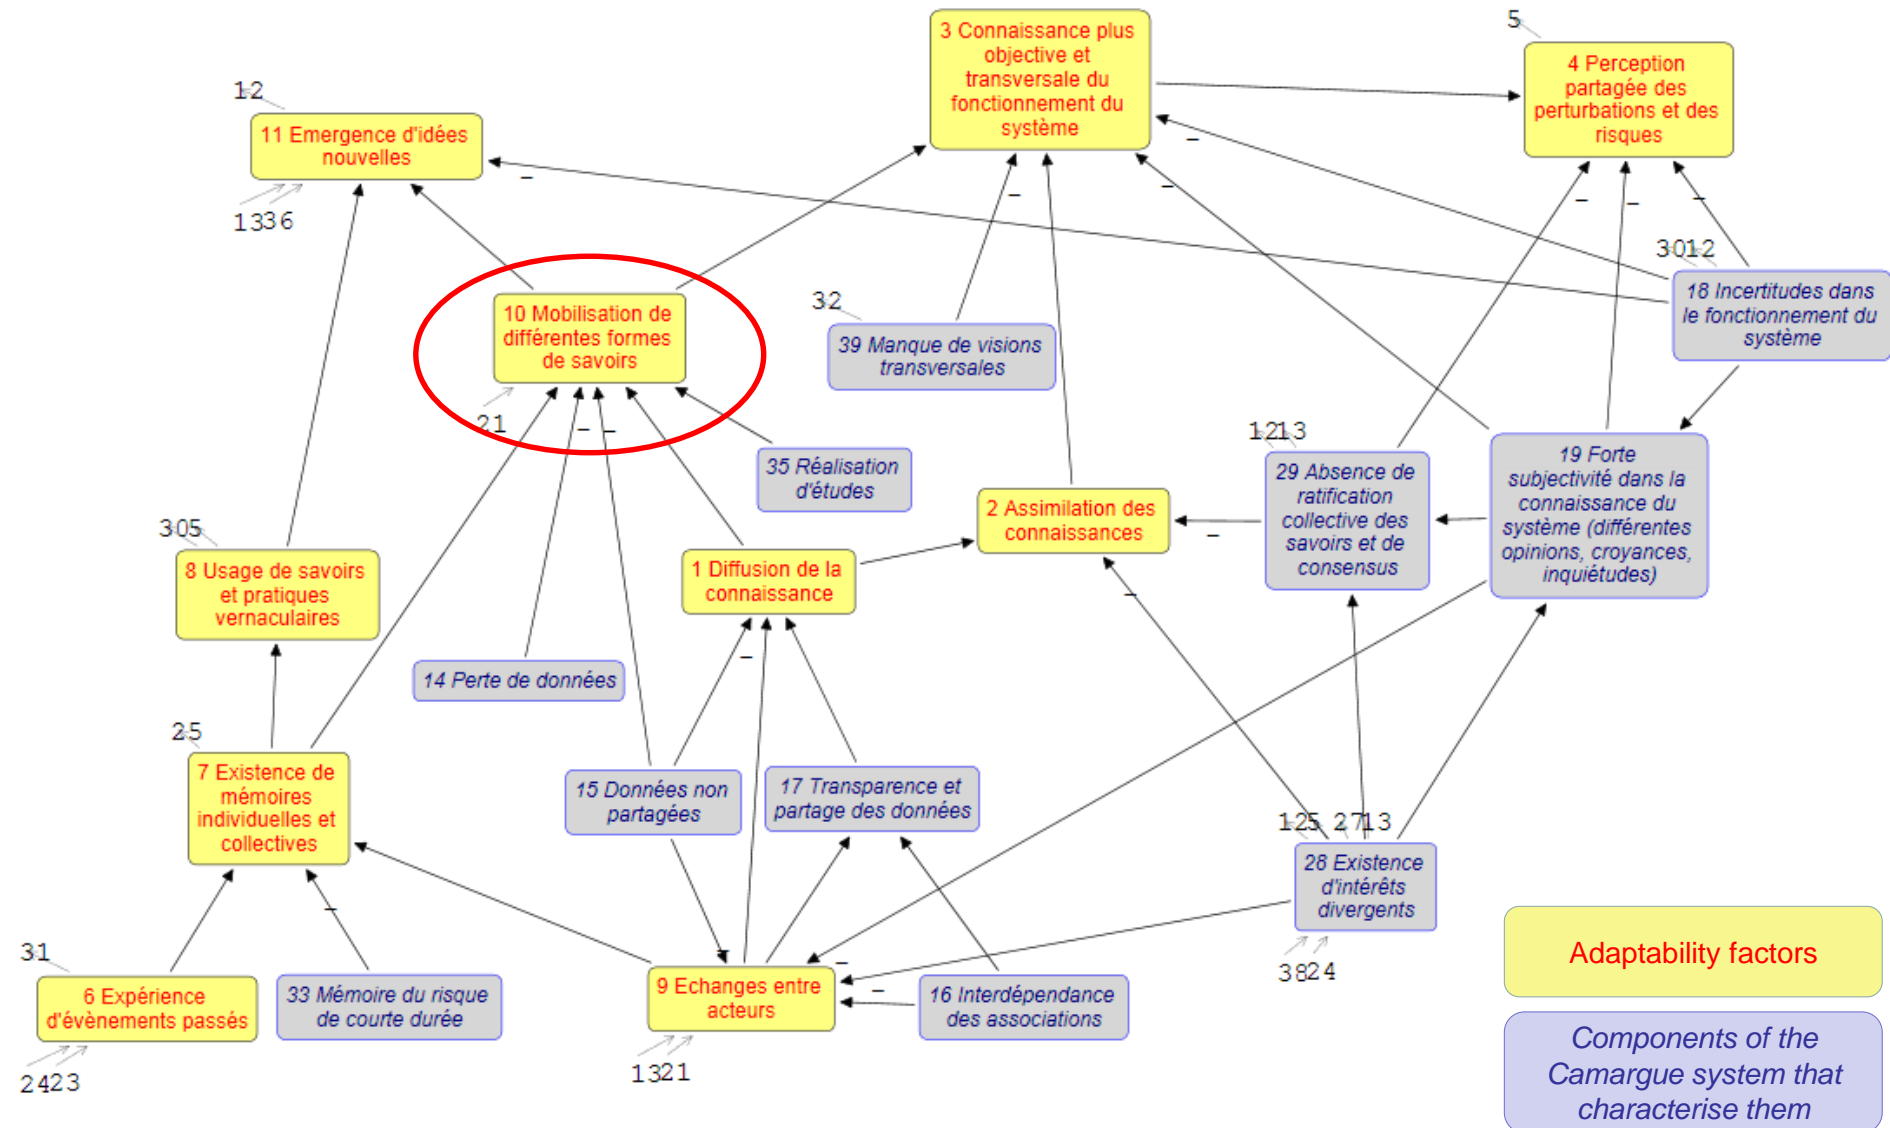 3 Connaissance plus
objective et
transversale du
fonctionnement du
système
5
4 Perception
partagée des
perturbations et des
risques
12
11 Emergence d'idées
nouvelles
1336
–
–
–
–
–
–
–
3012
18 Incertitudes dans
le fonctionnement du
système
10 Mobilisation de
différentes formes
de savoirs
21
32
39 Manque de visions
transversales
– –
35 Réalisation
d'études
1213
29 Absence de
ratification
collective des
savoirs et de
consensus
19 Forte
subjectivité dans la
connaissance du
système (différentes
opinions, croyances,
inquiétudes)
2 Assimilation des
connaissances
–
–
305
8 Usage de savoirs
et pratiques
vernaculaires
1 Diffusion de la
connaissance
–
14 Perte de données
25
7 Existence de
mémoires
individuelles et
collectives
15 Données non
partagées
17 Transparence et
partage des données
125 2713
28 Existence
d'intérêts
divergents
3824
–
31
6 Expérience
d'évènements passés
2423
33 Mémoire du risque
de courte durée
–
–
–
9 Echanges entre
acteurs
1321
16 Interdépendance
des associations
Adaptability factors
Components of the
Camargue system that
characterise them